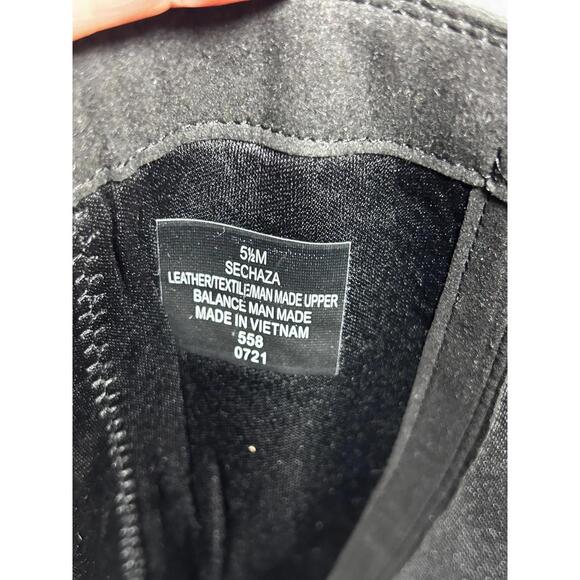 5½M
SECHAZA
LEATHER/TEXTILE/MAN MADE UPPER
BALANCE MAN MADE
MADE IN VIETNAM
558
0721